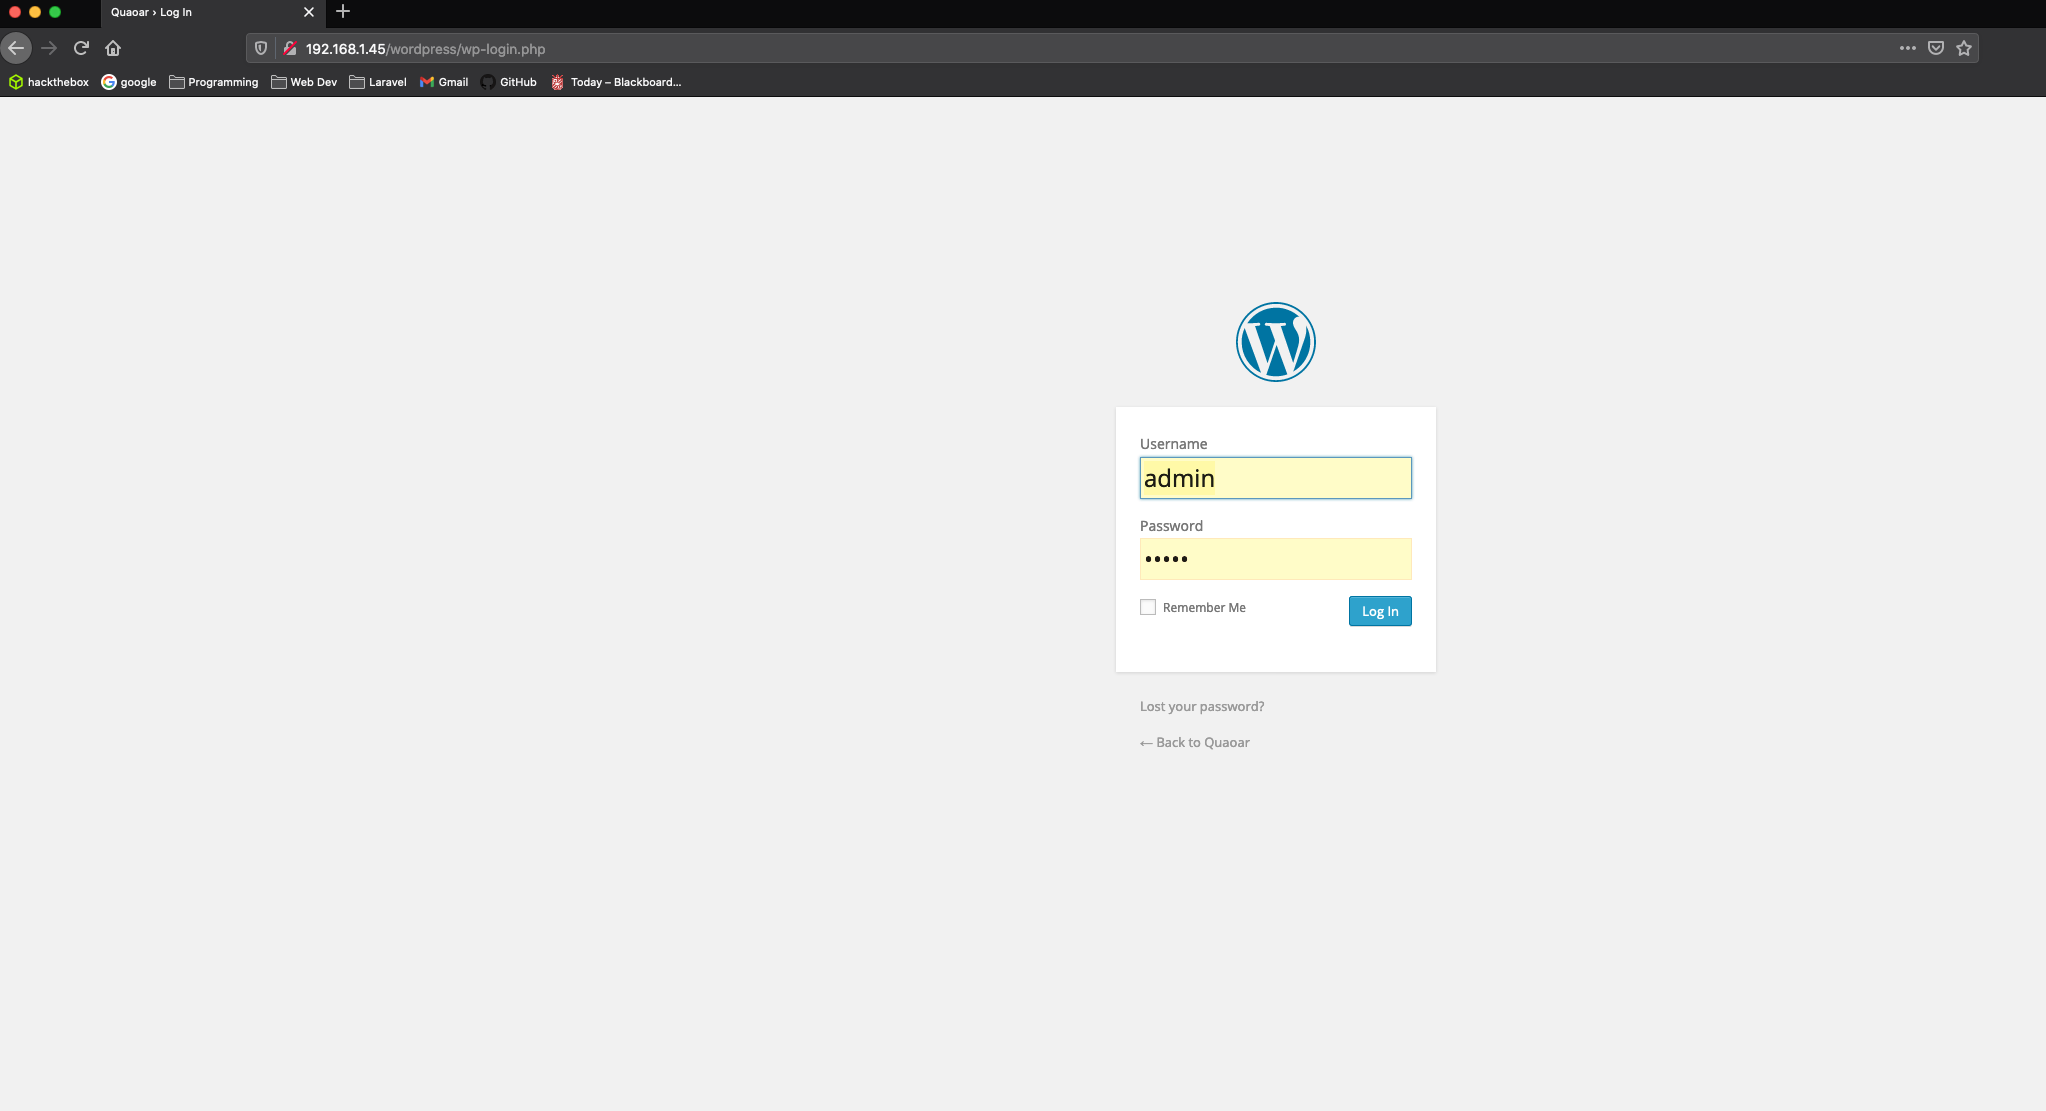 Quaoar › Log In
192.168.1.45/wordpress/wp-login.php
hackthebox google Programming Web Dev Laravel Gmail GitHub Today – Blackboard...
Username
admin
Password
•••••
Remember Me
Log In
Lost your password?
← Back to Quaoar